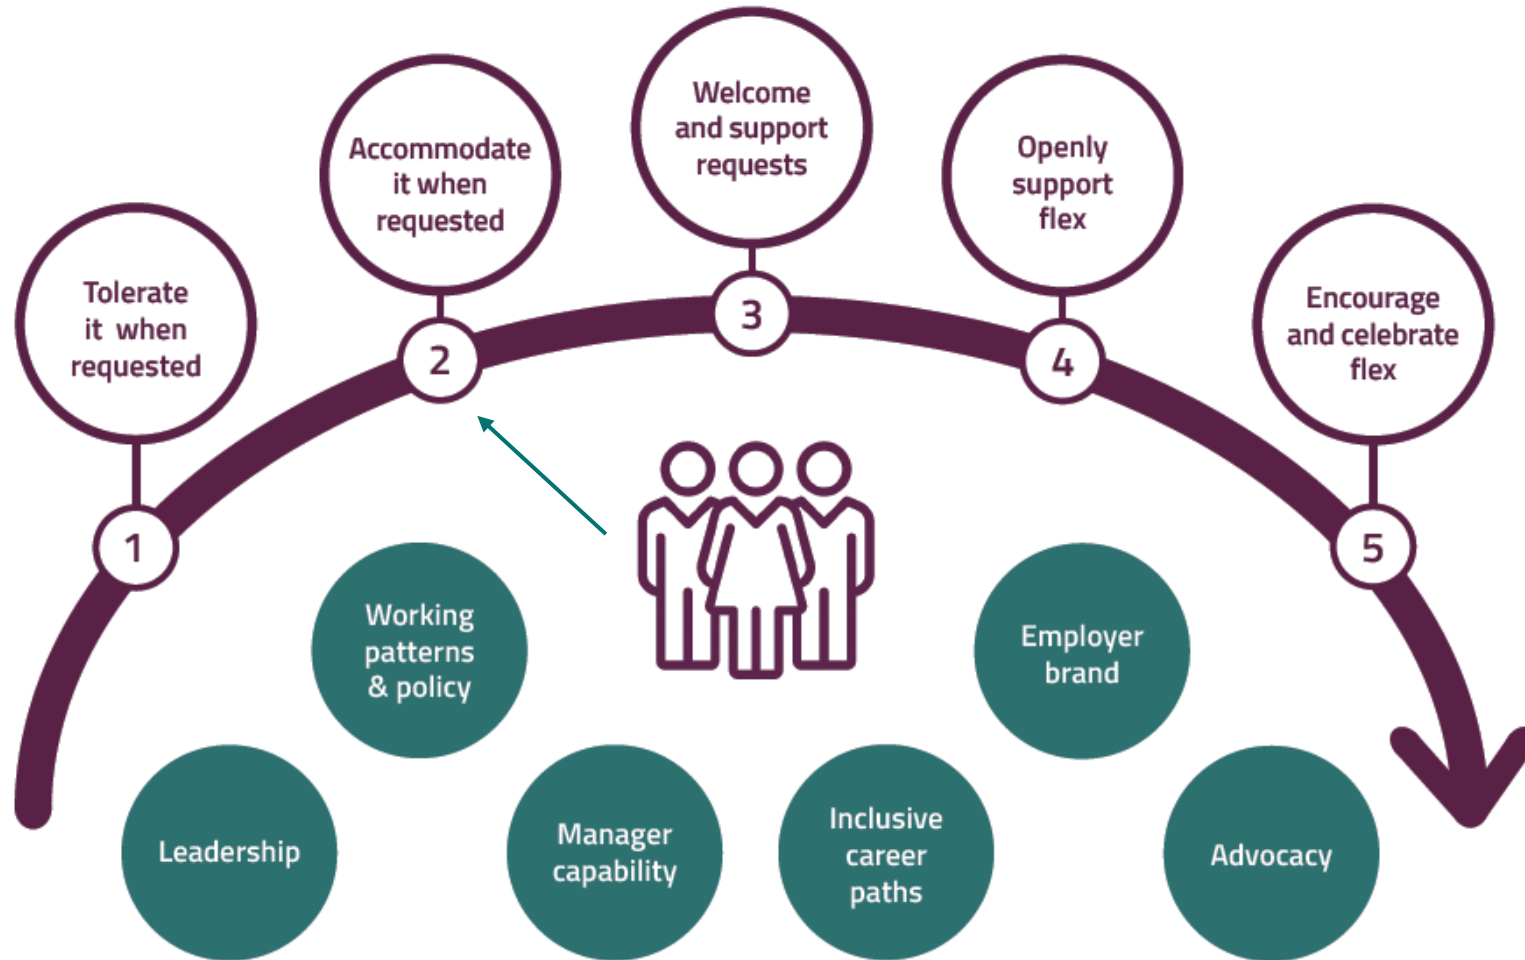 Tolerate
it when
requested
1
Accommodate
it when
requested
2
Welcome
and support
requests
3
Openly
support
flex
4
Encourage
and celebrate
flex
5
Leadership
Working
patterns
& policy
Manager
capability
Inclusive
career
paths
Employer
brand
Advocacy